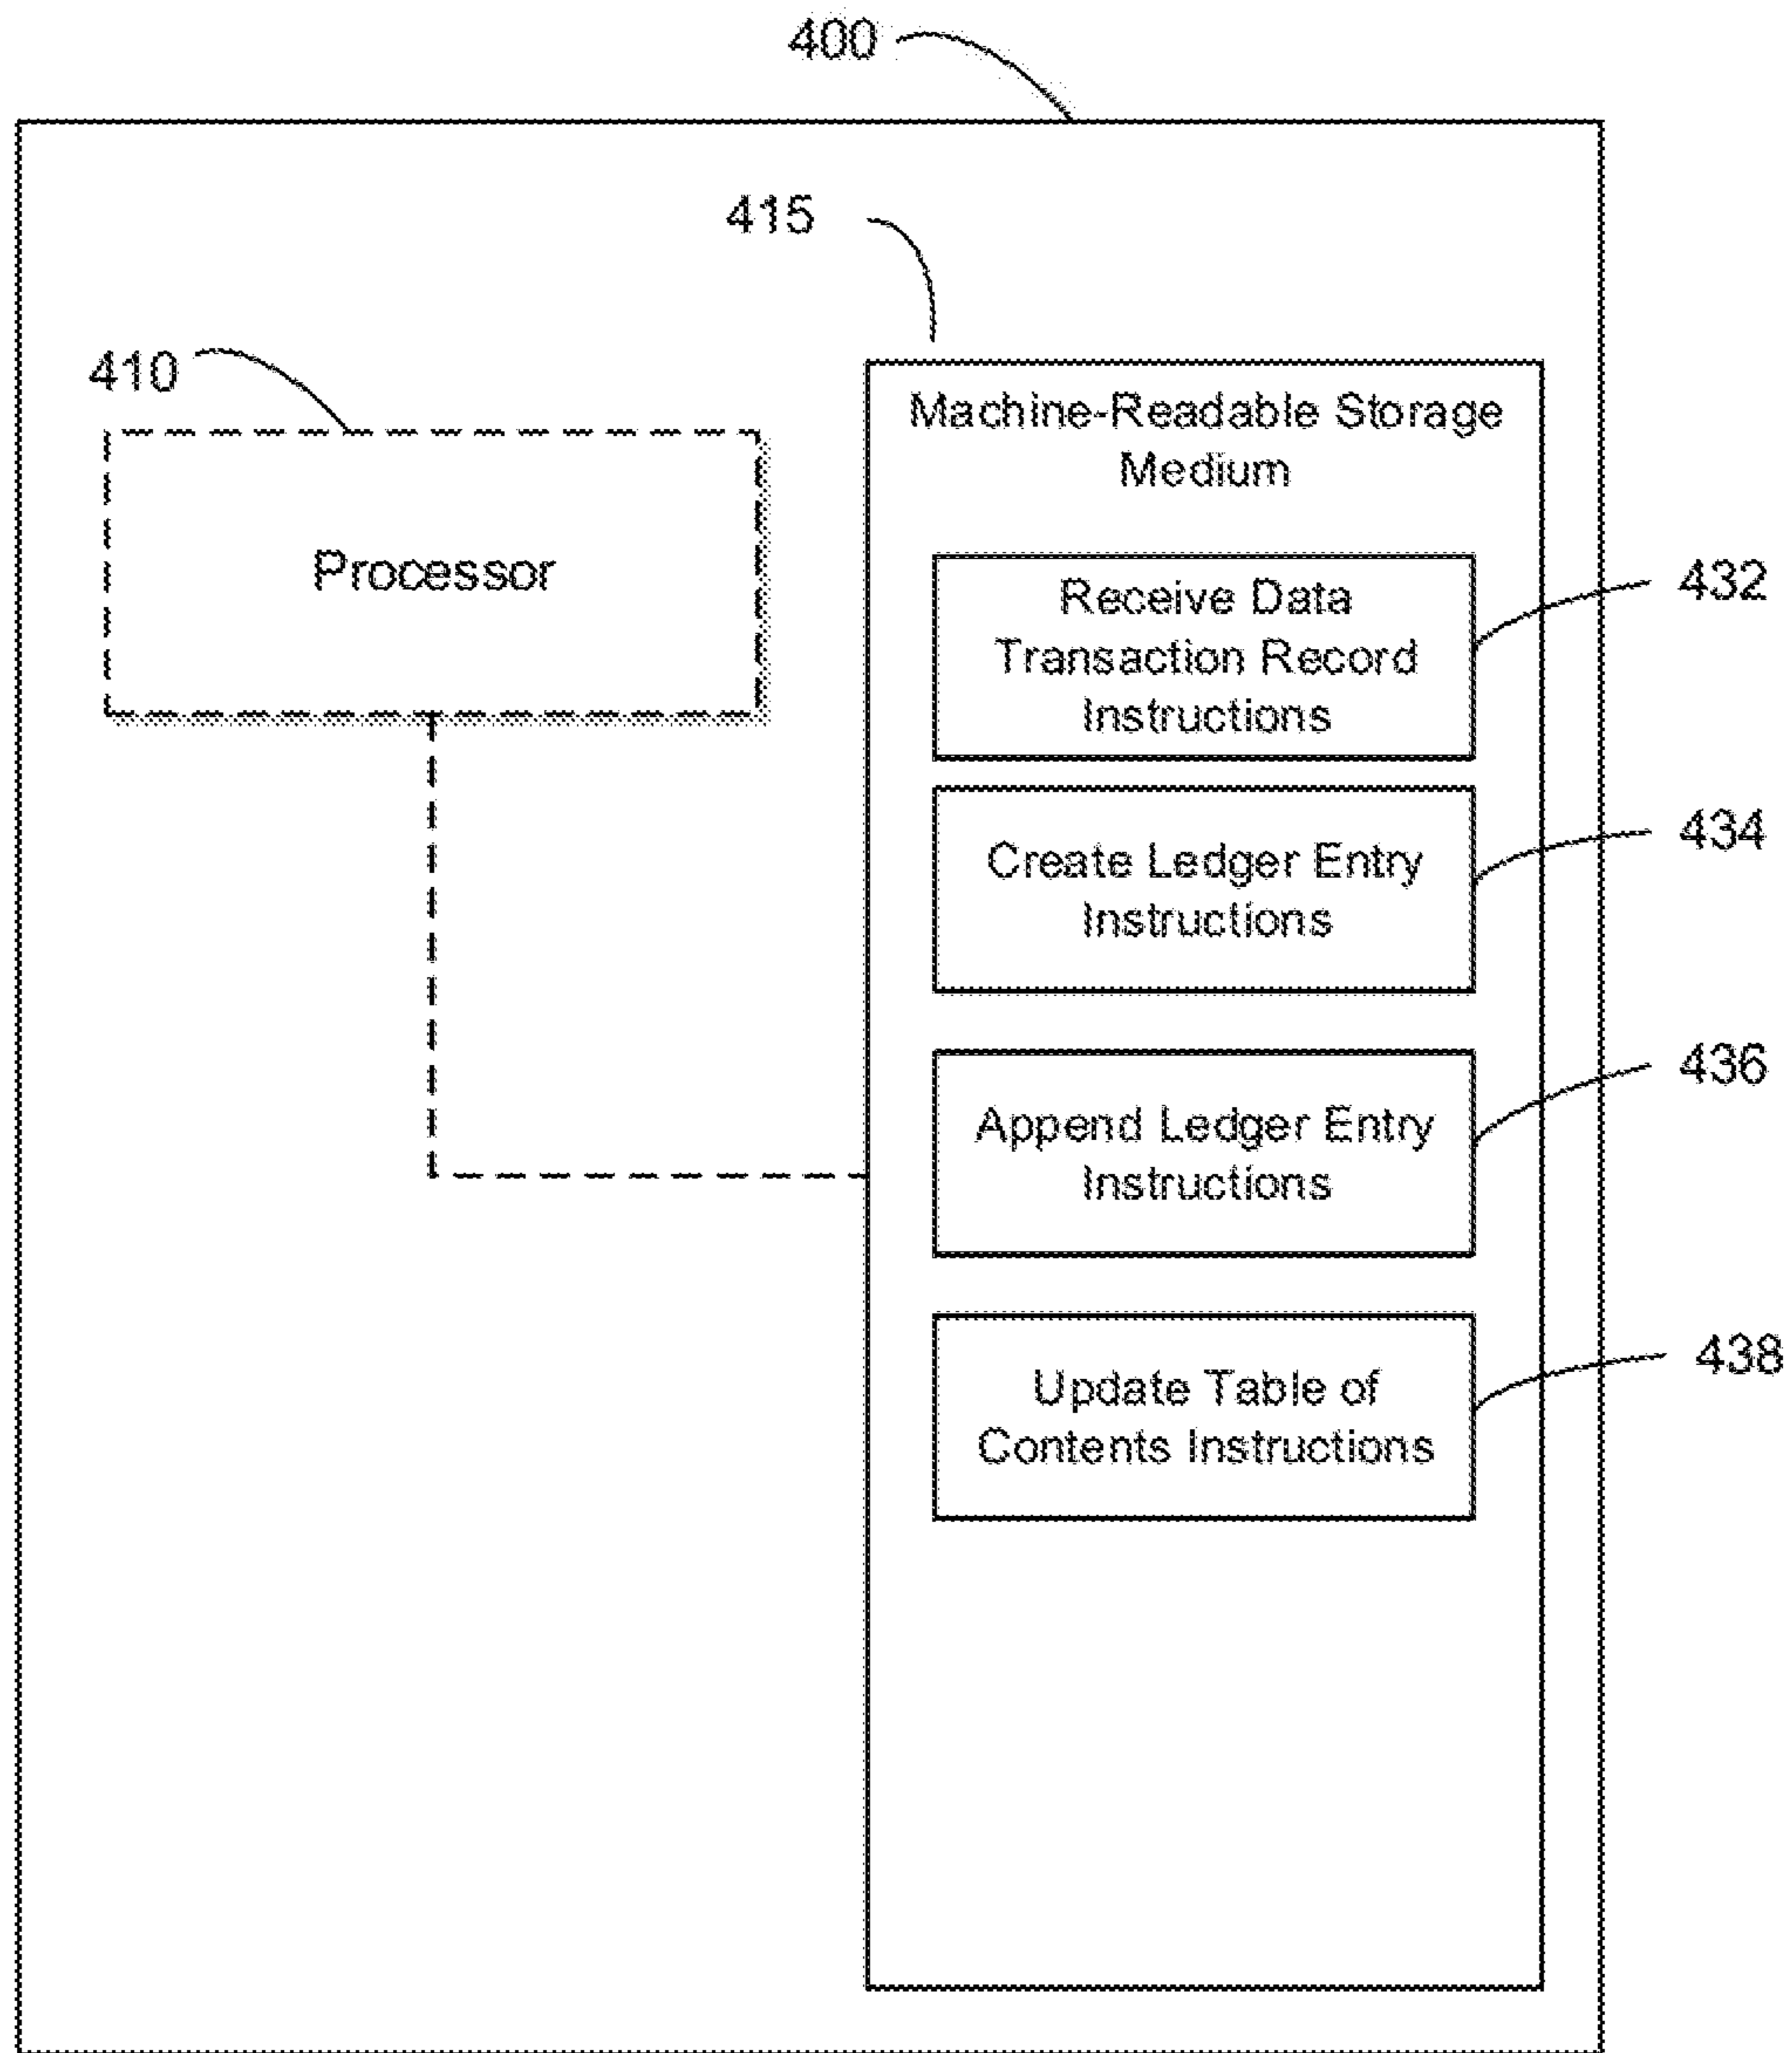 400
415
410
Machine-Readable Storage
Medium
Processor
Receive Data
Transaction Record
Instructions
432
Create Ledger Entry
Instructions
434
Append Ledger Entry
Instructions
436
Update Table of
Contents Instructions
438